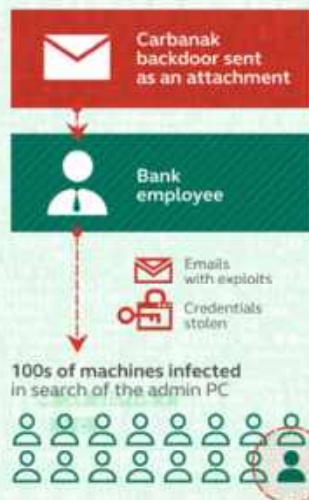 Carbanak
backdoor sent
as an attachment
Bank
employee
Emails
with exploits
Credentials
stolen
100s of machines infected
in search of the admin PC